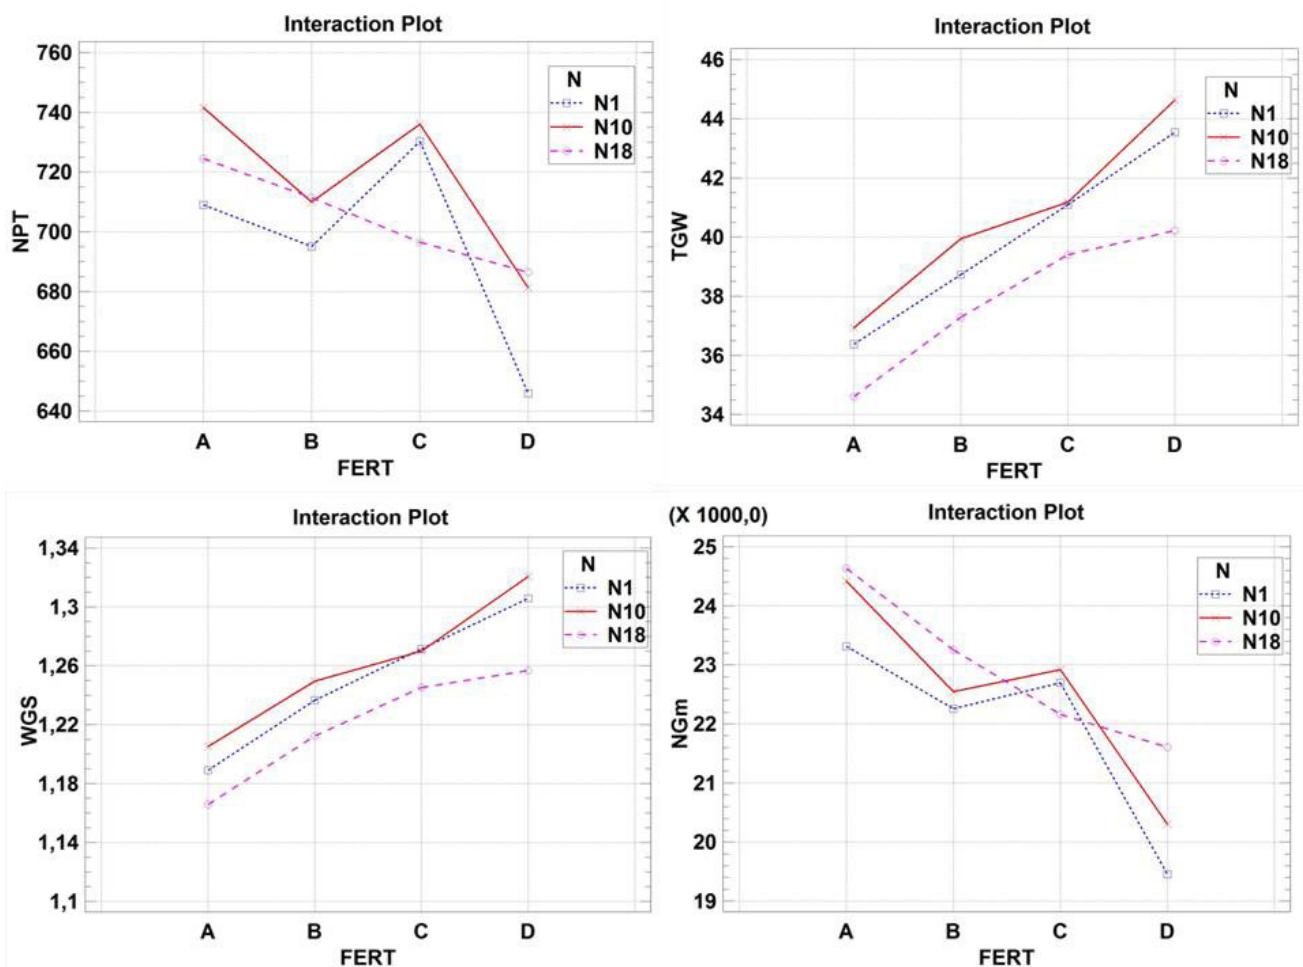 Interaction Plot
NPT
760
740
720
700
680
660
640
N
N1
N10
N18
A B C D
FERT
Interaction Plot
TGW
46
44
42
40
38
36
34
N
N1
N10
N18
A B C D
FERT
Interaction Plot
WGS
1,34
1,3
1,26
1,22
1,18
1,14
1,1
N
N1
N10
N18
A B C D
FERT
(X 1000,0)
Interaction Plot
NGm
25
24
23
22
21
20
19
N
N1
N10
N18
A B C D
FERT